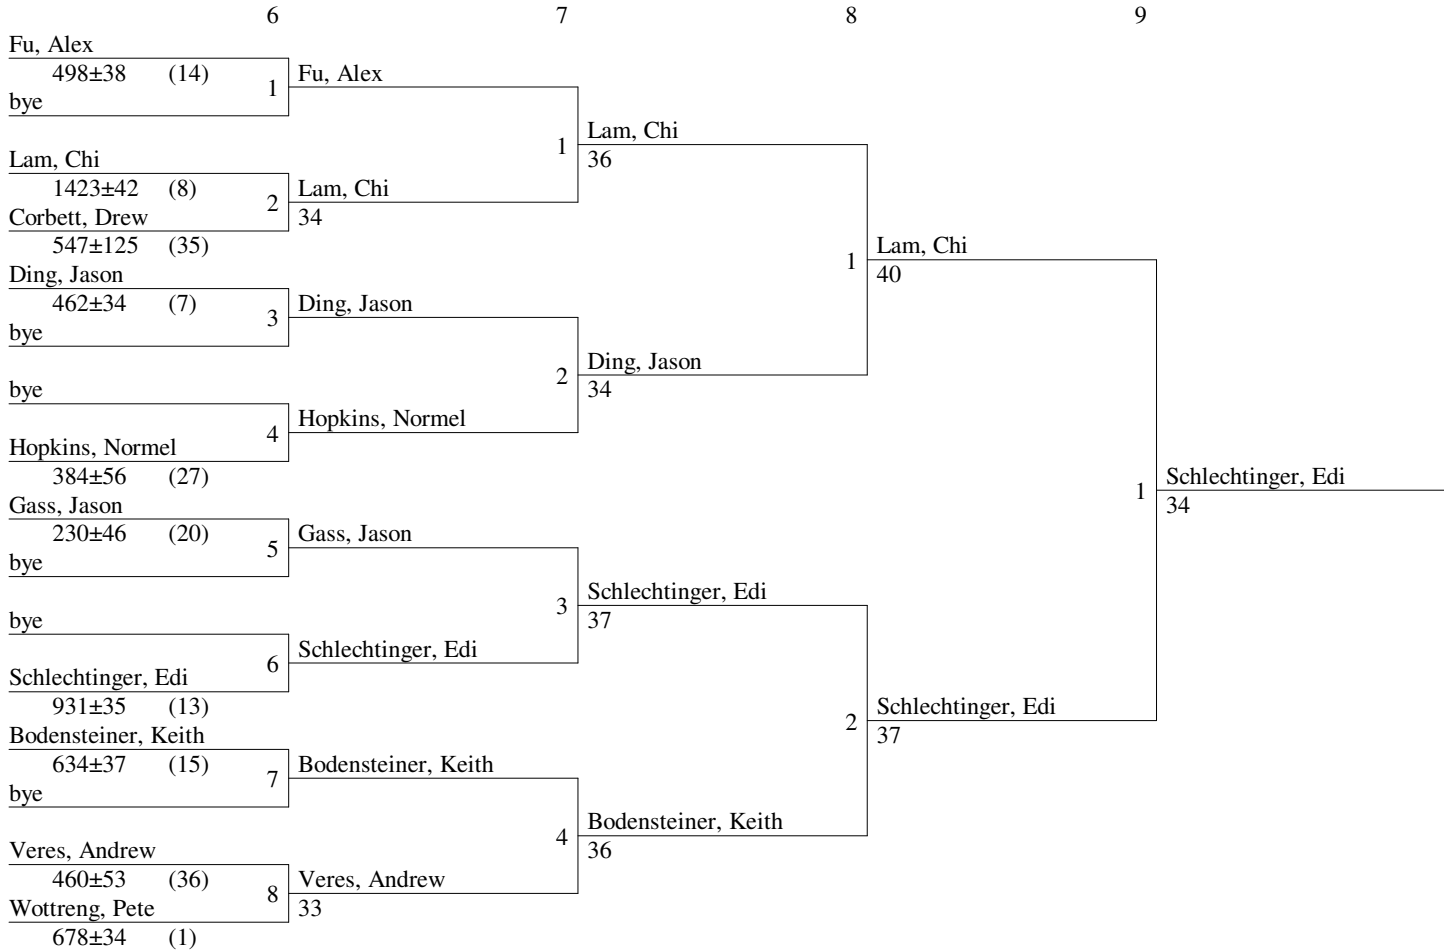 6 7 8 9
Fu, Alex
498±38 (14)
1 Fu, Alex
bye
1 Lam, Chi
36
Lam, Chi
1423±42 (8)
2 Lam, Chi
34
Corbett, Drew
547±125 (35)
1 Lam, Chi
40
Ding, Jason
462±34 (7)
3 Ding, Jason
bye
2 Ding, Jason
34
bye
4 Hopkins, Normel
Hopkins, Normel
384±56 (27)
1 Schlechtinger, Edi
34
Gass, Jason
230±46 (20)
5 Gass, Jason
bye
3 Schlechtinger, Edi
37
bye
6 Schlechtinger, Edi
Schlechtinger, Edi
931±35 (13)
2 Schlechtinger, Edi
37
Bodensteiner, Keith
634±37 (15)
7 Bodensteiner, Keith
bye
4 Bodensteiner, Keith
36
Veres, Andrew
460±53 (36)
8 Veres, Andrew
33
Wottreng, Pete
678±34 (1)